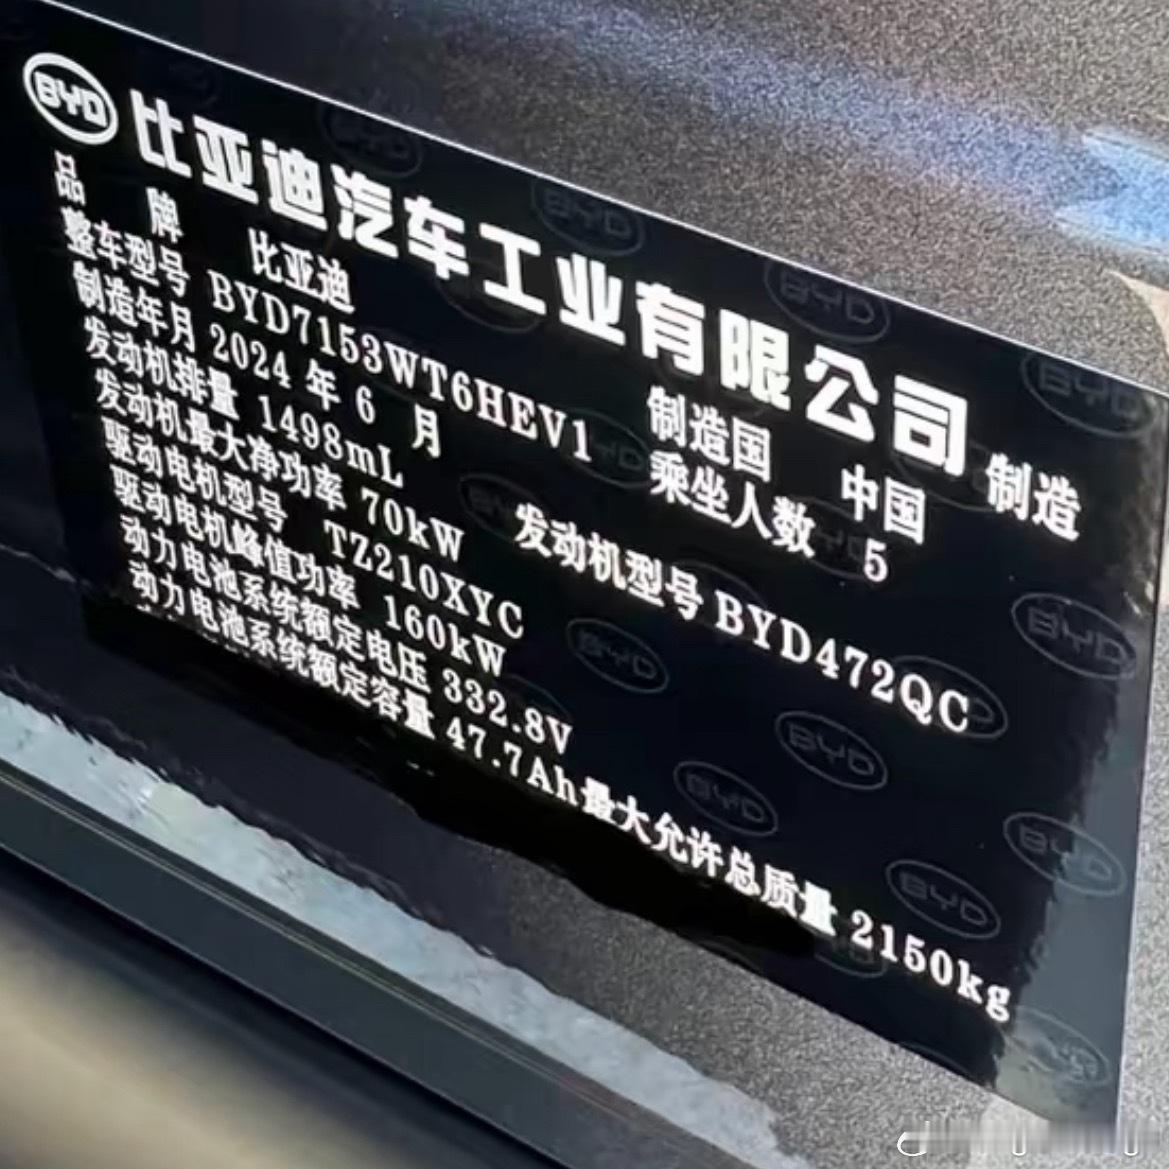 BYD 比亚迪汽车工业有限公司 制造
品 牌 比亚迪 制造国 中国
整车型号 BYD7153WT6HEV1 乘坐人数 5
制造年月 2024 年 6 月
发动机排量 1498mL 发动机型号 BYD472QC
发动机最大净功率 70kW
驱动电机型号 TZ210XYC
驱动电机峰值功率 160kW
动力电池系统额定电压 332.8V
动力电池系统额定容量 47.7Ah 最大允许总质量 2150kg